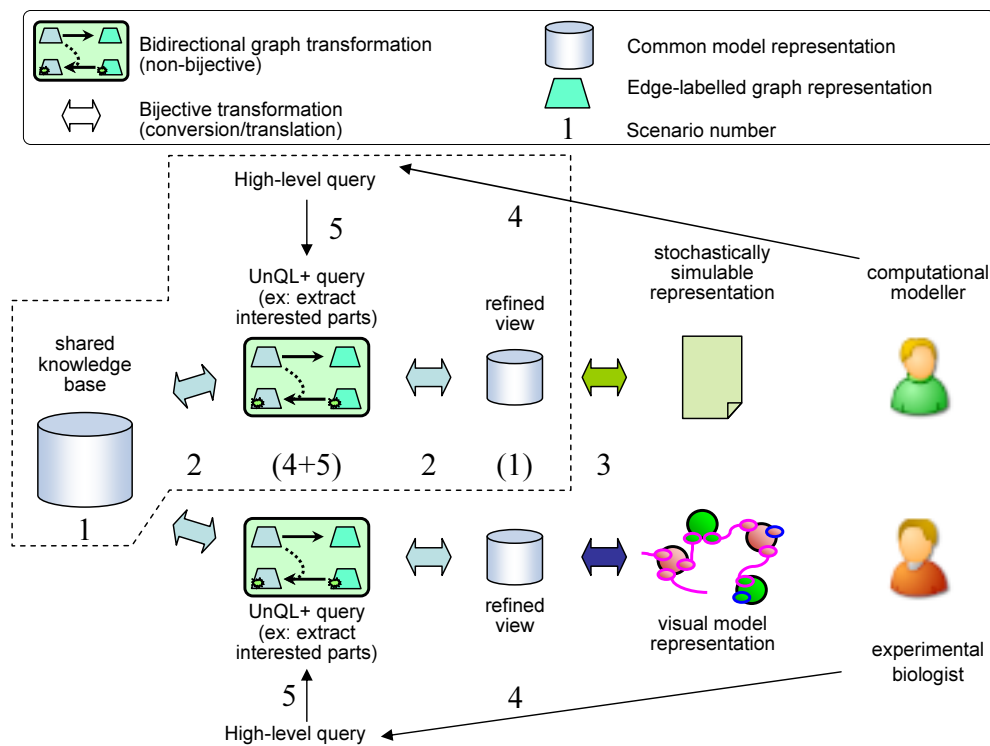 Bidirectional graph transformation
(non-bijective)
Bijective transformation
(conversion/translation)
Common model representation
Edge-labelled graph representation
1
Scenario number
High-level query
4
5
UnQL+ query
(ex: extract
interested parts)
stochastically
simulable
representation
computational
modeller
refined
view
shared
knowledge
base
2
(4+5)
2
(1)
3
1
UnQL+ query
(ex: extract
interested parts)
refined
view
visual model
representation
experimental
biologist
5
4
High-level query